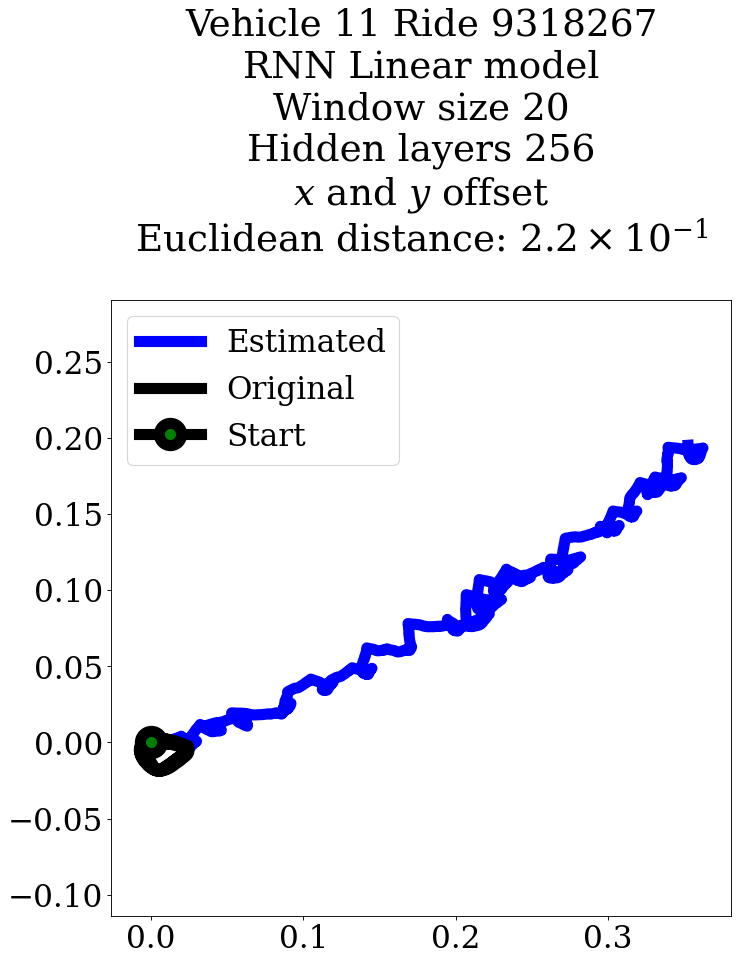 Vehicle 11 Ride 9318267
RNN Linear model
Window size 20
Hidden layers 256
x and y offset
Euclidean distance: 2.2 × 10⁻¹
Estimated
Original
Start
0.25
0.20
0.15
0.10
0.05
0.00
−0.05
−0.10
0.0 0.1 0.2 0.3